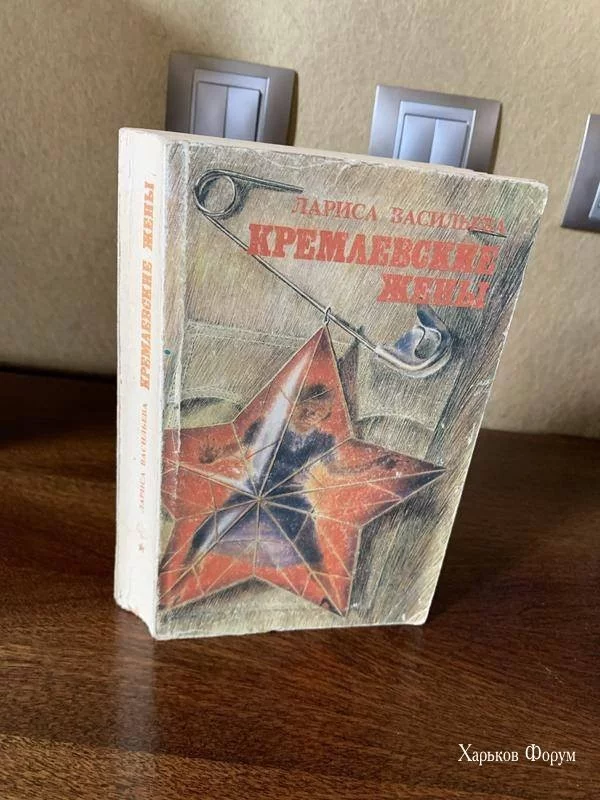 ЛАРИСА ВАСИЛЬЕВА
КРЕМЛЕВСКИЕ
ЖЕНЫ
ЛАРИСА ВАСИЛЬЕВА КРЕМЛЕВСКИЕ ЖЕНЫ
Харьков Форум